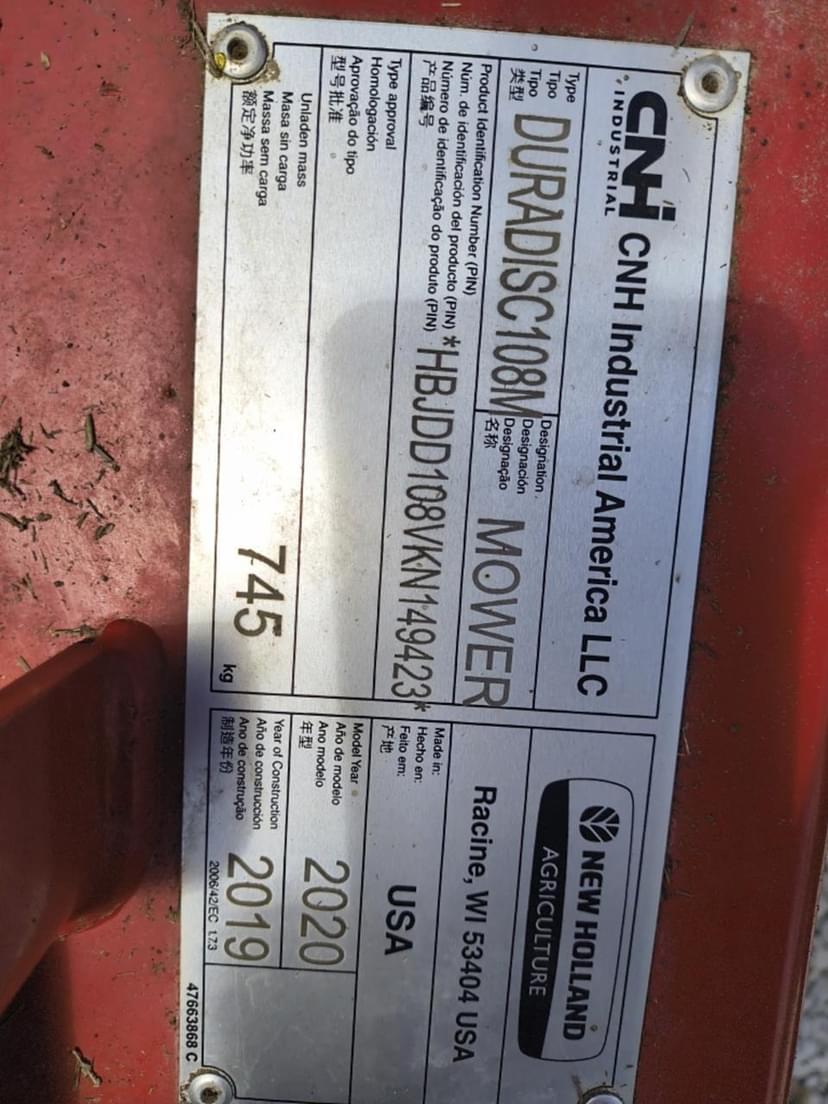 CNH INDUSTRIAL
CNH Industrial America LLC
Type
Tipo
Tipo
类型
DURADISC108M
Designation
Designación
Designação
名称
MOWER
Product Identification Number (PIN)
Núm. de identificación del producto (PIN)
Número de identificação do produto (PIN)
产品编号
*HBJDD108VKN149423*
Type approval
Homologación
Aprovação do tipo
型号批准
Unladen mass
Masa sin carga
Massa sem carga
额定净功率
745
kg
NEW HOLLAND
AGRICULTURE
Racine, WI 53404 USA
Made in:
Hecho en:
Feito em:
产地
USA
Model Year
Año de modelo
Ano modelo
年型
2020
Year of Construction
Año de construcción
Ano de construção
制造年份
2019
2006/42/EC 1.7.3
47663868 C